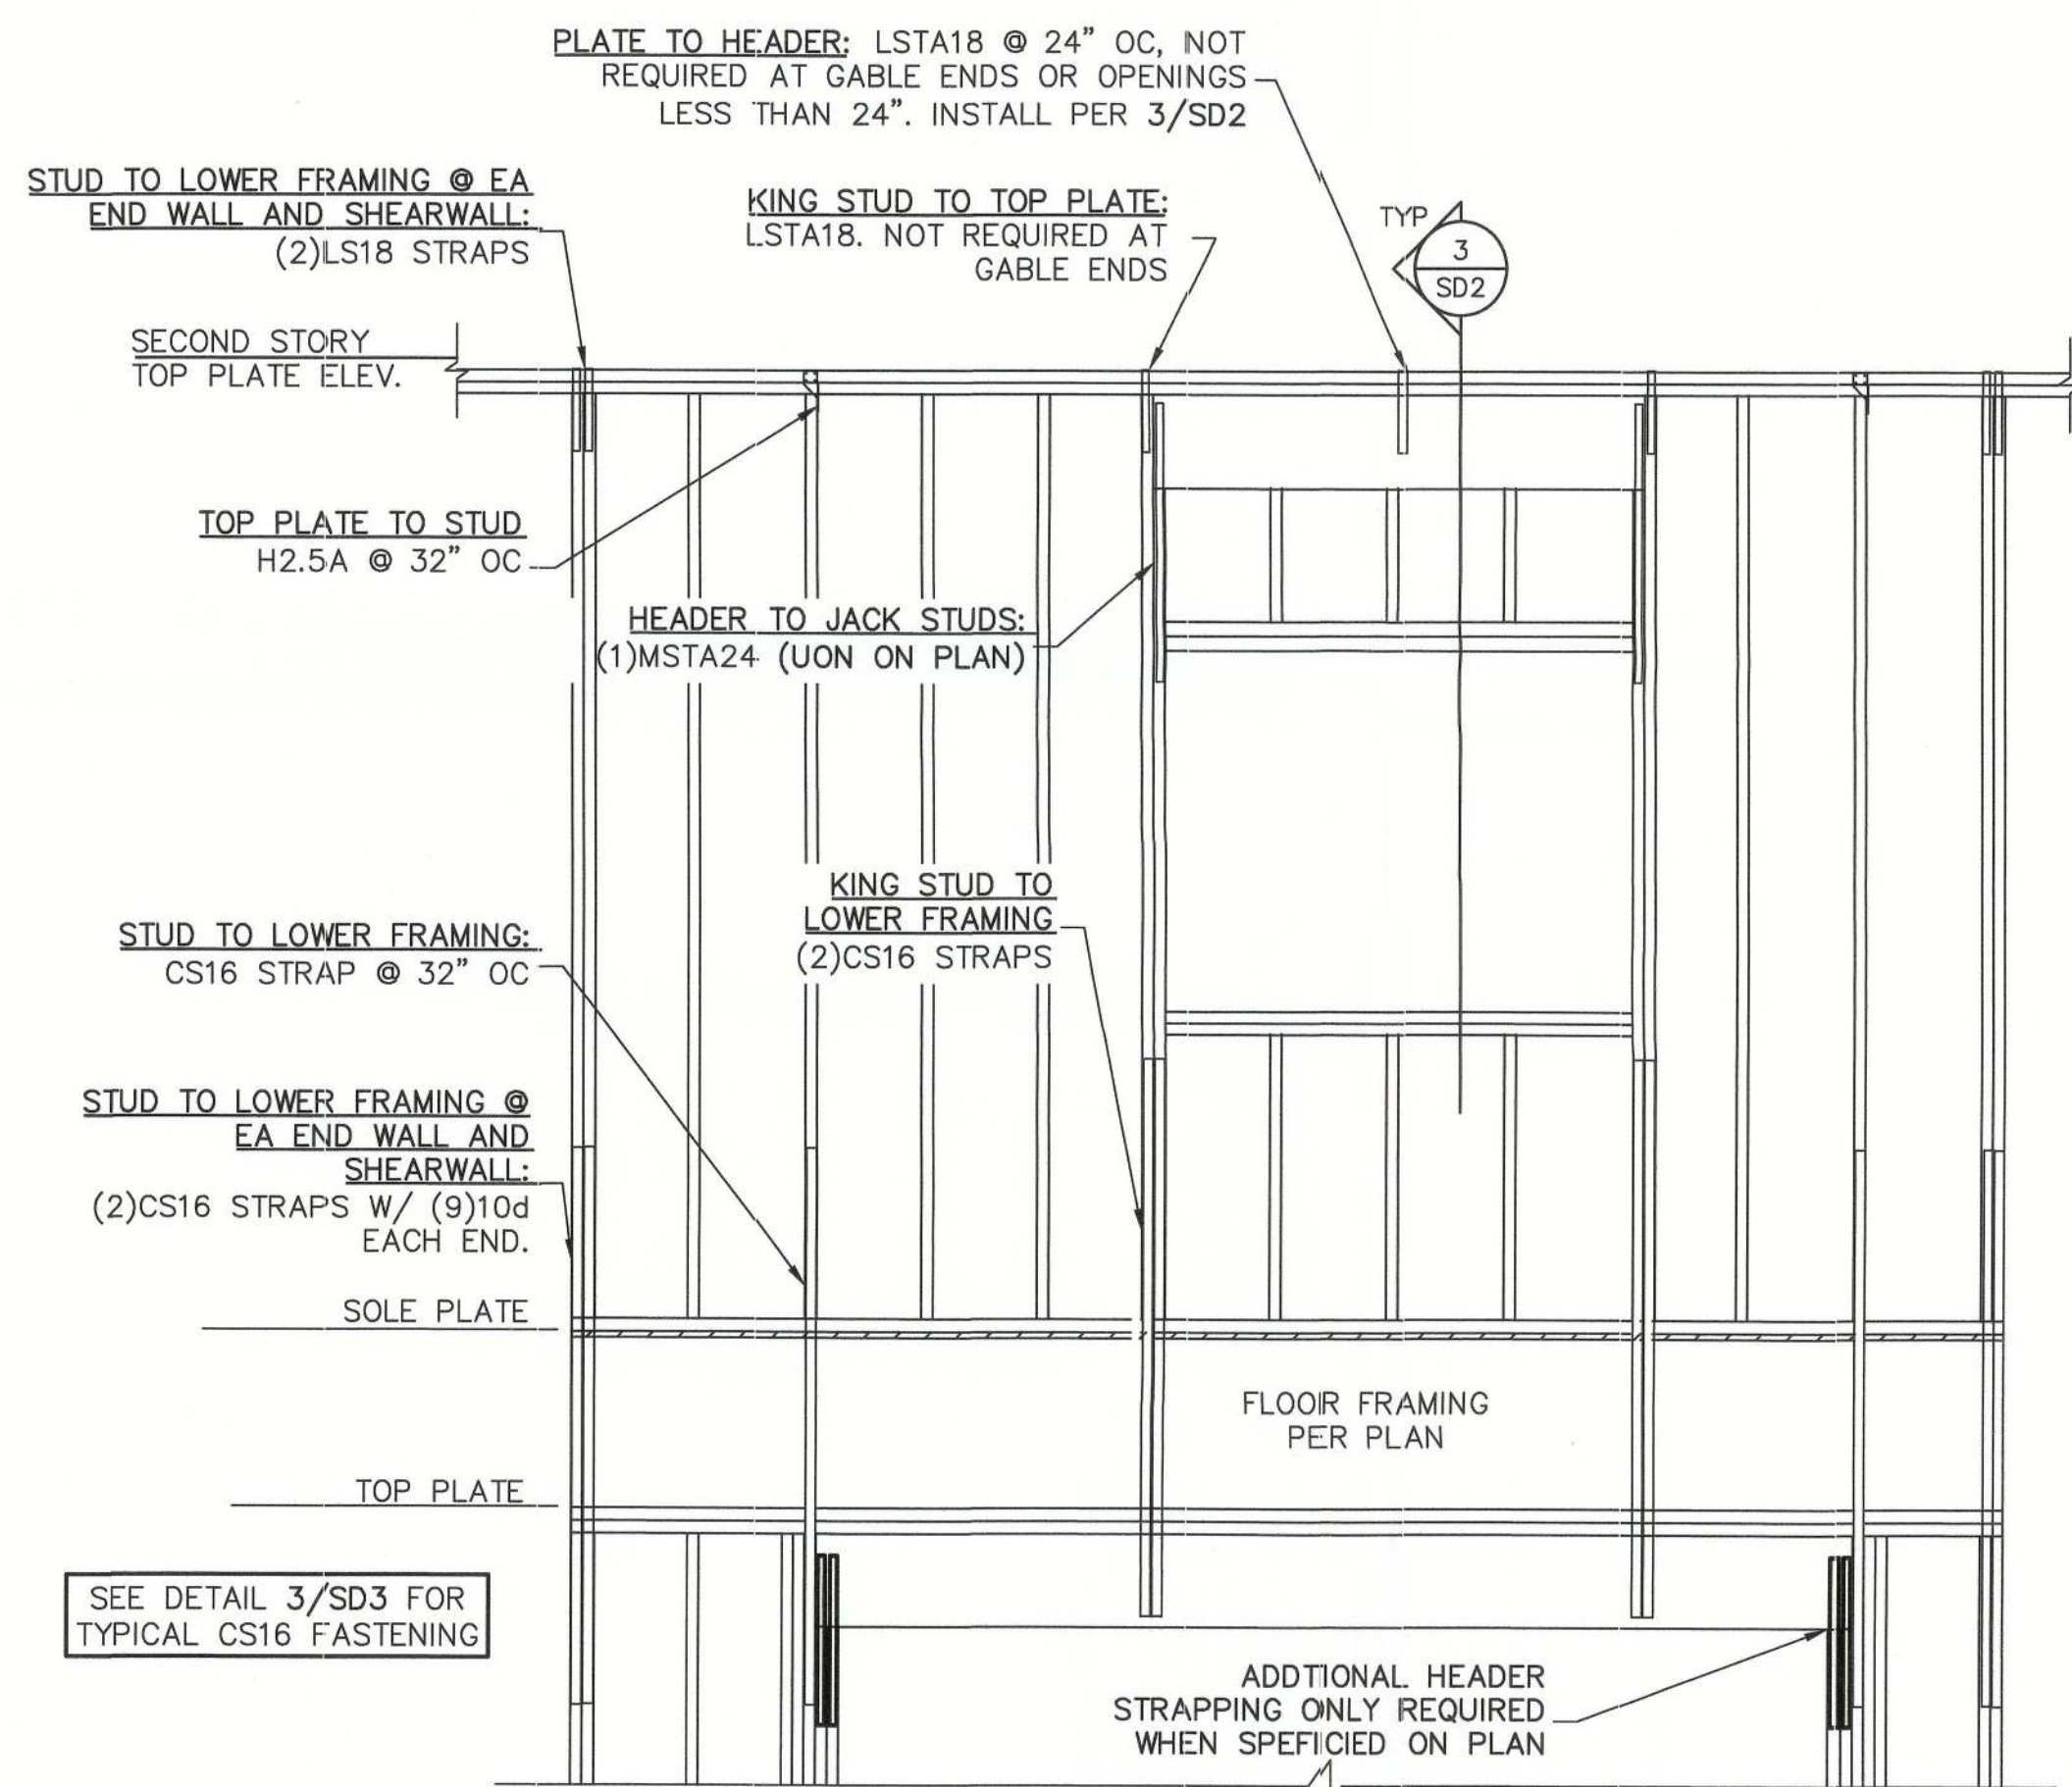 PLATE TO HEADER: LSTA18 @ 24" OC, NOT
REQUIRED AT GABLE ENDS OR OPENINGS
LESS THAN 24". INSTALL PER 3/SD2
STUD TO LOWER FRAMING @ EA
END WALL AND SHEARWALL:
(2)LS18 STRAPS
KING STUD TO TOP PLATE:
LSTA18. NOT REQUIRED AT
GABLE ENDS
TYP
3
SD2
SECOND STORY
TOP PLATE ELEV.
TOP PLATE TO STUD
H2.5A @ 32" OC
HEADER TO JACK STUDS:
(1)MSTA24 (UON ON PLAN)
KING STUD TO
LOWER FRAMING
(2)CS16 STRAPS
STUD TO LOWER FRAMING:
CS16 STRAP @ 32" OC
STUD TO LOWER FRAMING @
EA END WALL AND
SHEARWALL:
(2)CS16 STRAPS W/ (9)10d
EACH END.
SOLE PLATE
FLOOR FRAMING
PER PLAN
TOP PLATE
SEE DETAIL 3/SD3 FOR
TYPICAL CS16 FASTENING
ADDTIONAL HEADER
STRAPPING ONLY REQUIRED
WHEN SPEFICIED ON PLAN